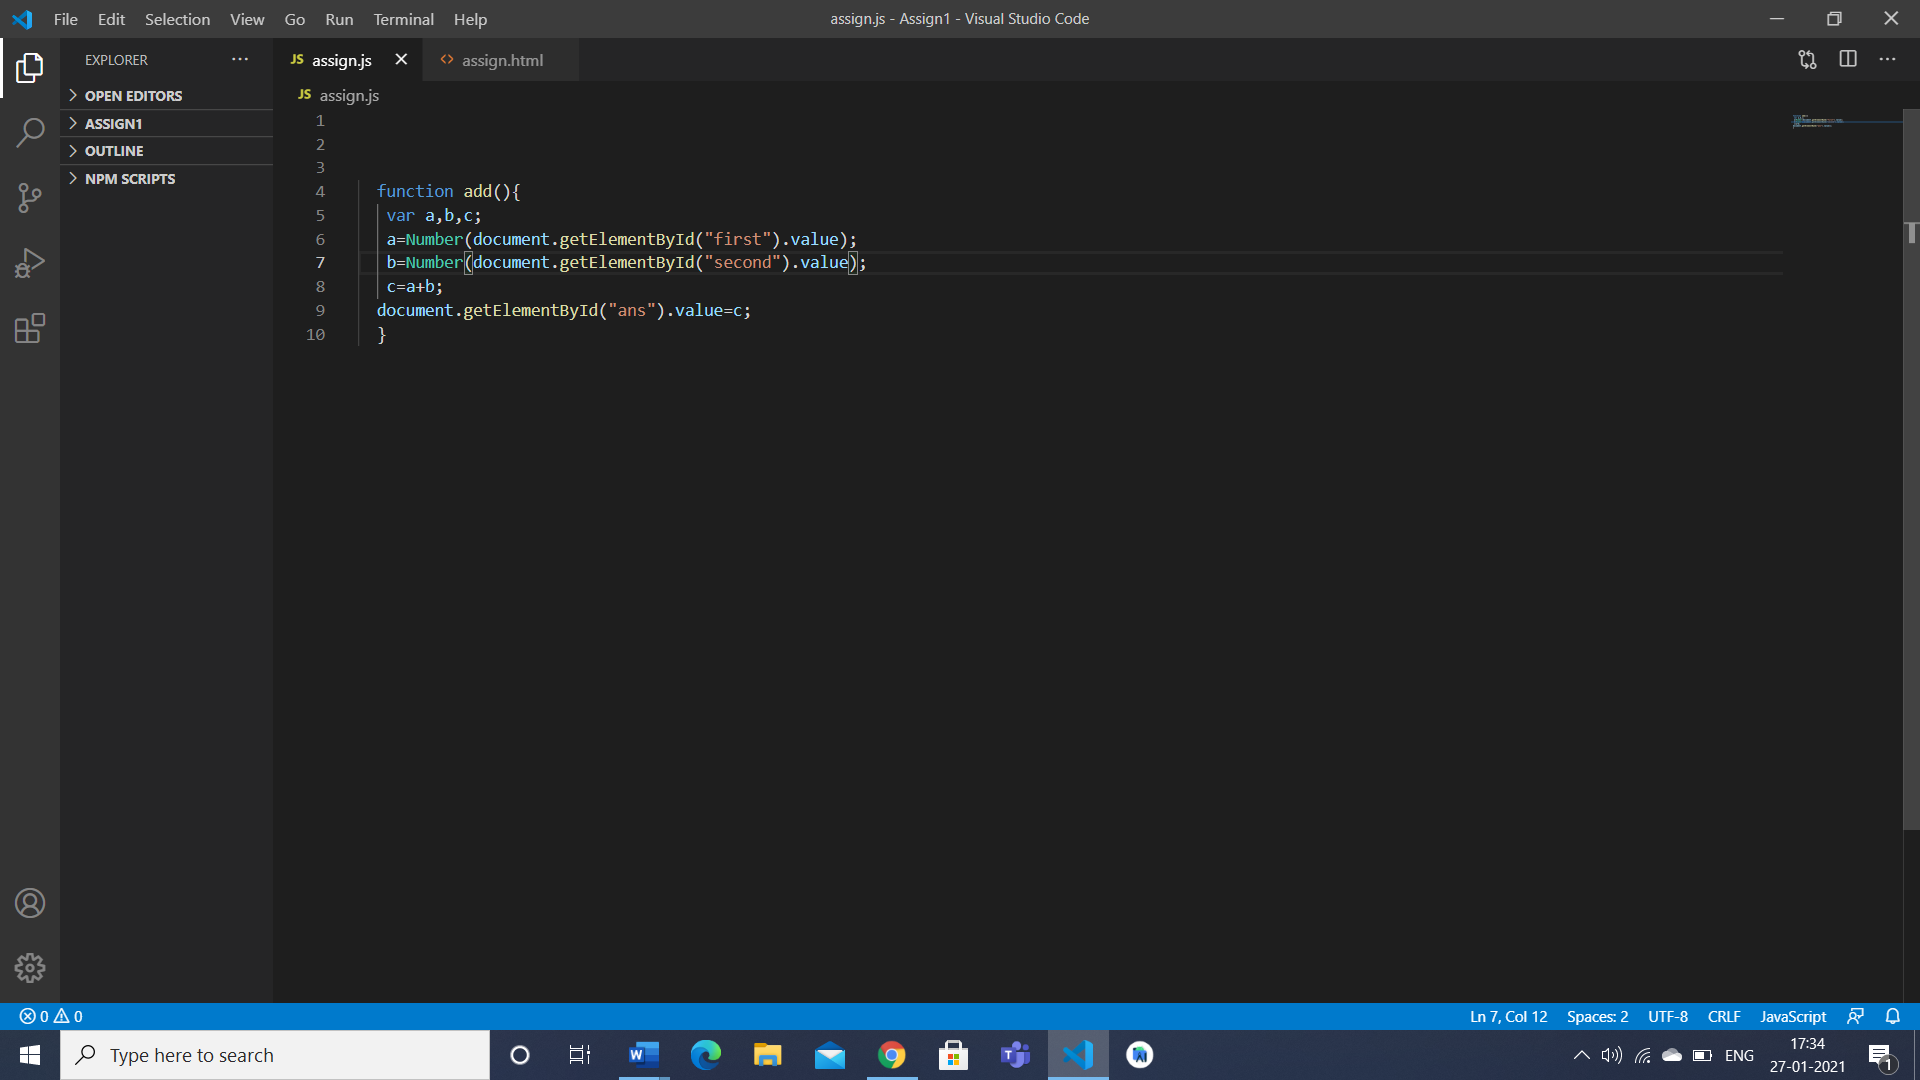 File Edit Selection View Go Run Terminal Help
assign.js - Assign1 - Visual Studio Code
EXPLORER
JS assign.js
<> assign.html
OPEN EDITORS
ASSIGN1
OUTLINE
NPM SCRIPTS
JS assign.js
1
2
3
4 function add(){
5 var a,b,c;
6 a=Number(document.getElementById("first").value);
7 b=Number(document.getElementById("second").value);
8 c=a+b;
9 document.getElementById("ans").value=c;
10 }
0 0
Ln 7, Col 12 Spaces: 2 UTF-8 CRLF JavaScript
Type here to search
ENG
17:34
27-01-2021
1